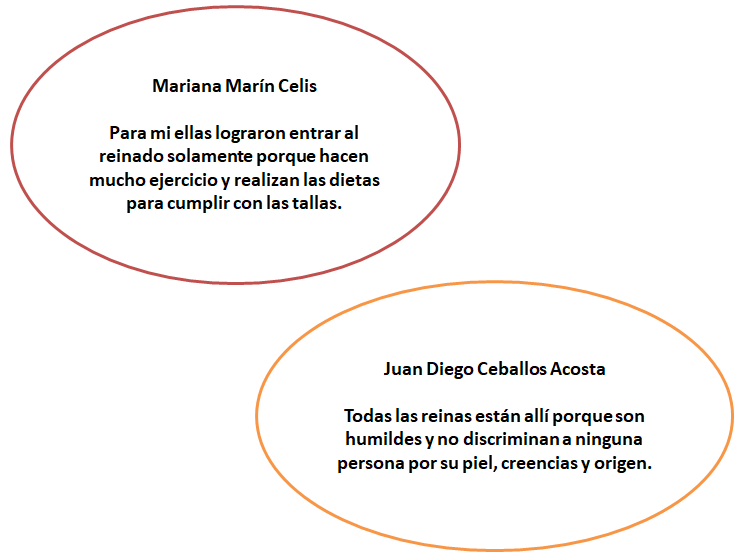 Mariana Marín Celis
Para mi ellas lograron entrar al
reinado solamente porque hacen
mucho ejercicio y realizan las dietas
para cumplir con las tallas.
Juan Diego Ceballos Acosta
Todas las reinas están allí porque son
humildes y no discriminan a ninguna
persona por su piel, creencias y origen.